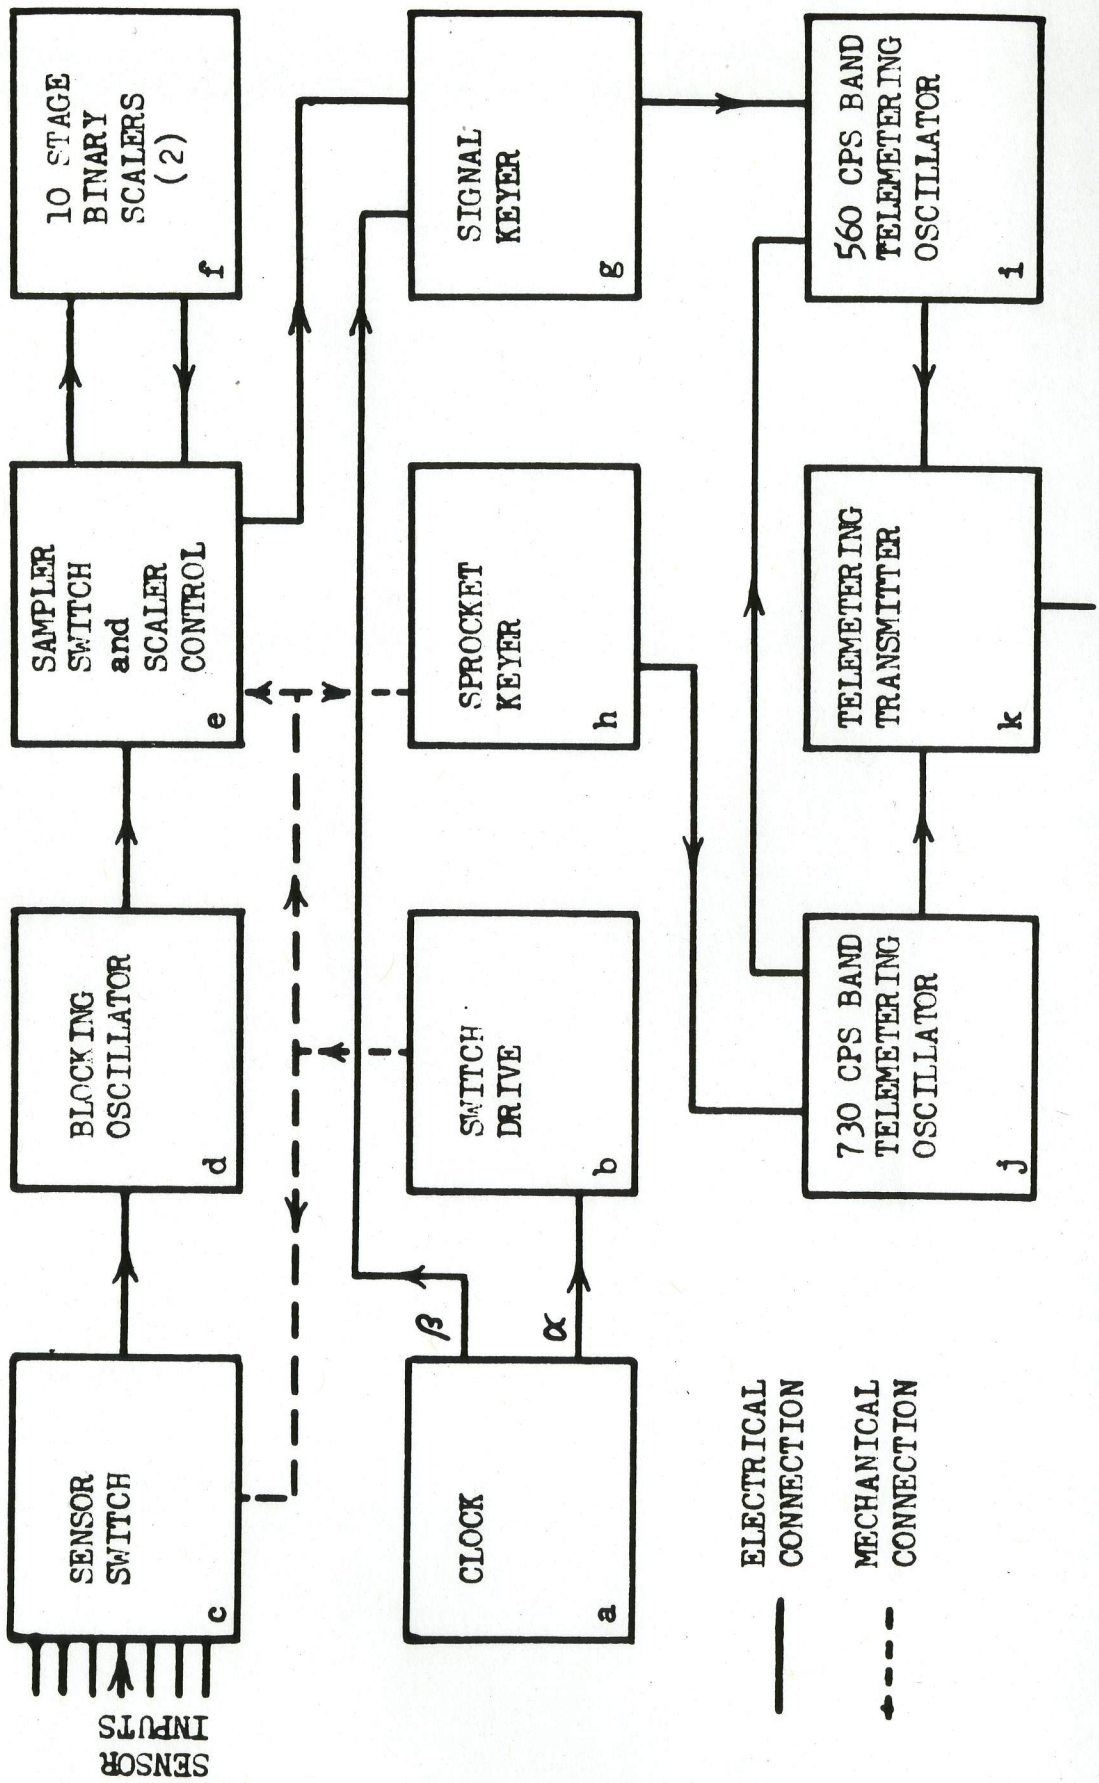 SENSOR
INPUTS
SENSOR
SWITCH
c
BLOCKING
OSCILLATOR
d
SAMPLER
SWITCH
and
SCALER
CONTROL
e
10 STAGE
BINARY
SCALERS
(2)
f
CLOCK
a
β
α
SWITCH
DRIVE
b
SPROCKET
KEYER
h
SIGNAL
KEYER
g
730 CPS BAND
TELEMETERING
OSCILLATOR
j
TELEMETERING
TRANSMITTER
k
560 CPS BAND
TELEMETERING
OSCILLATOR
i
ELECTRICAL
CONNECTION
MECHANICAL
CONNECTION